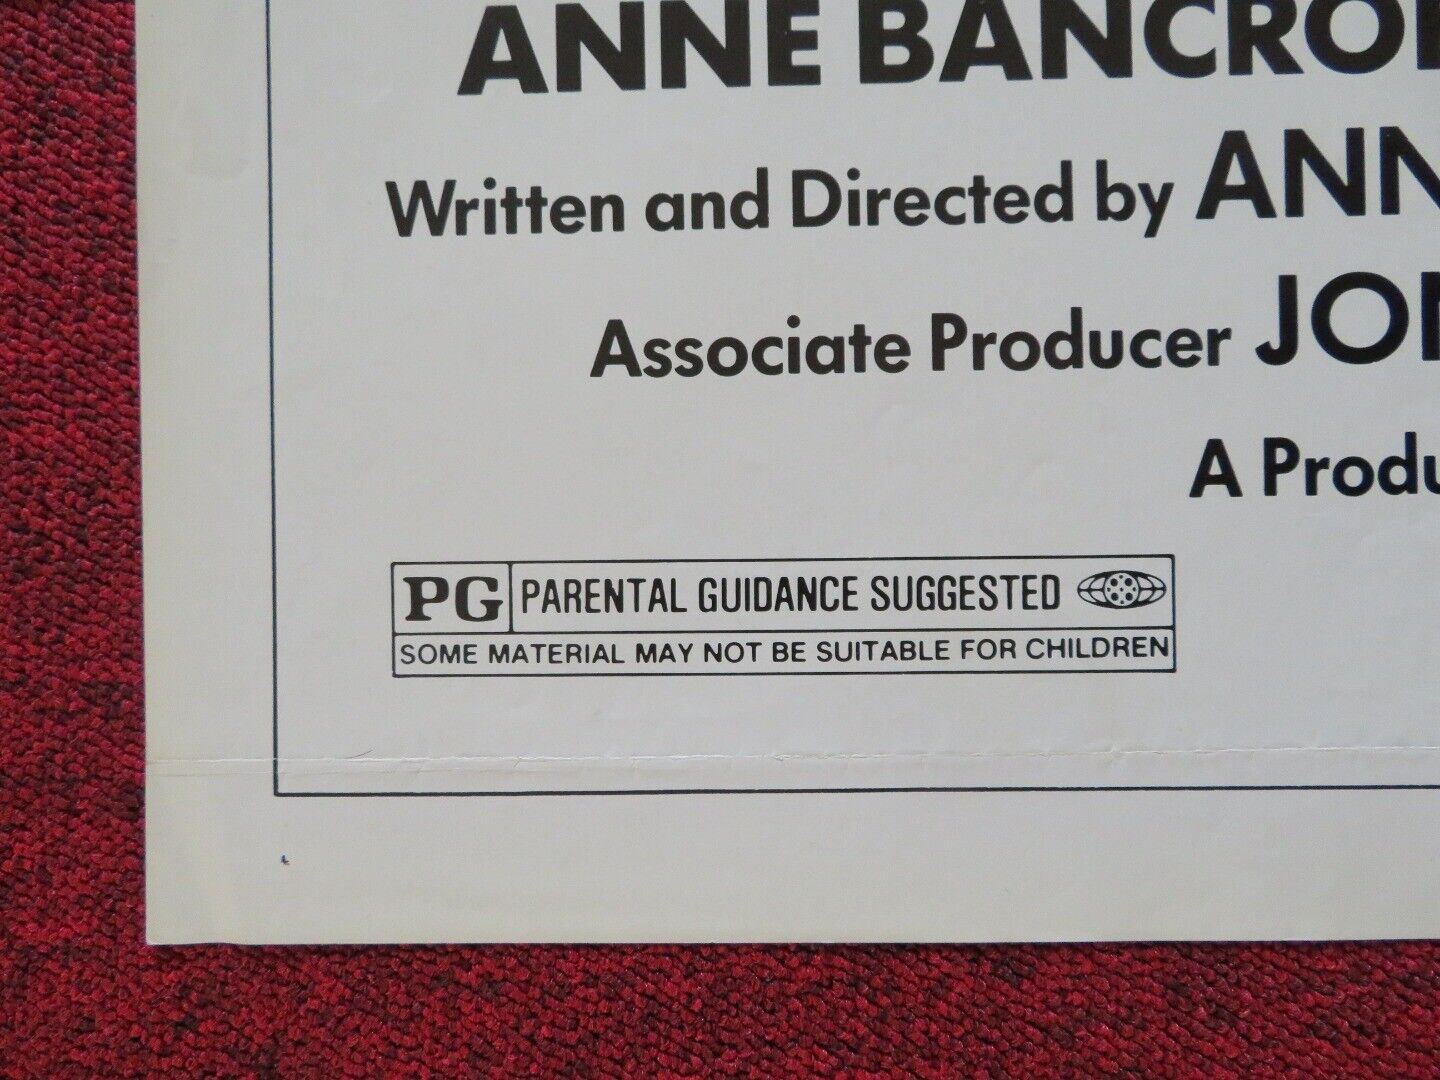 ANNE BANCRO
Written and Directed by ANN
Associate Producer JON
A Produ
PG PARENTAL GUIDANCE SUGGESTED
SOME MATERIAL MAY NOT BE SUITABLE FOR CHILDREN